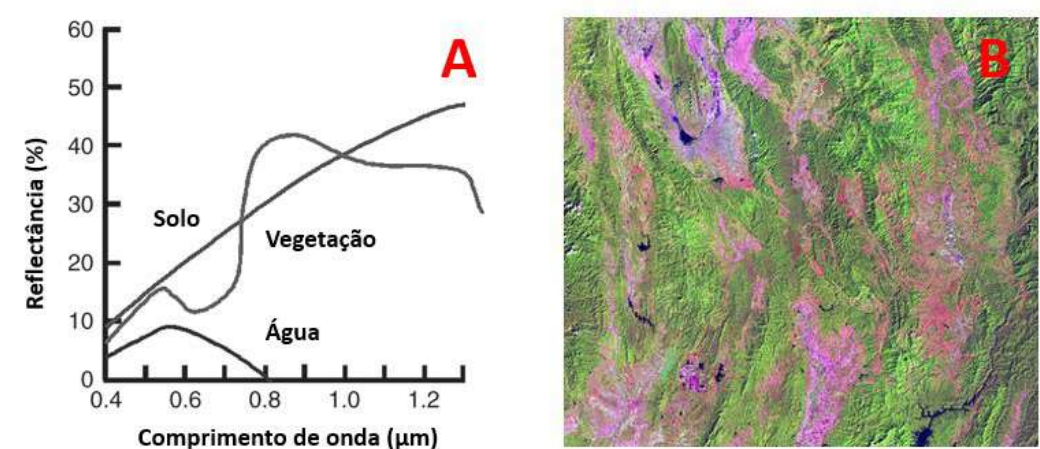 60
50
40
30
20
10
0
Reflectância (%)
A
Solo
Vegetação
Água
0.4
0.6
0.8
1.0
1.2
Comprimento de onda (μm)
B